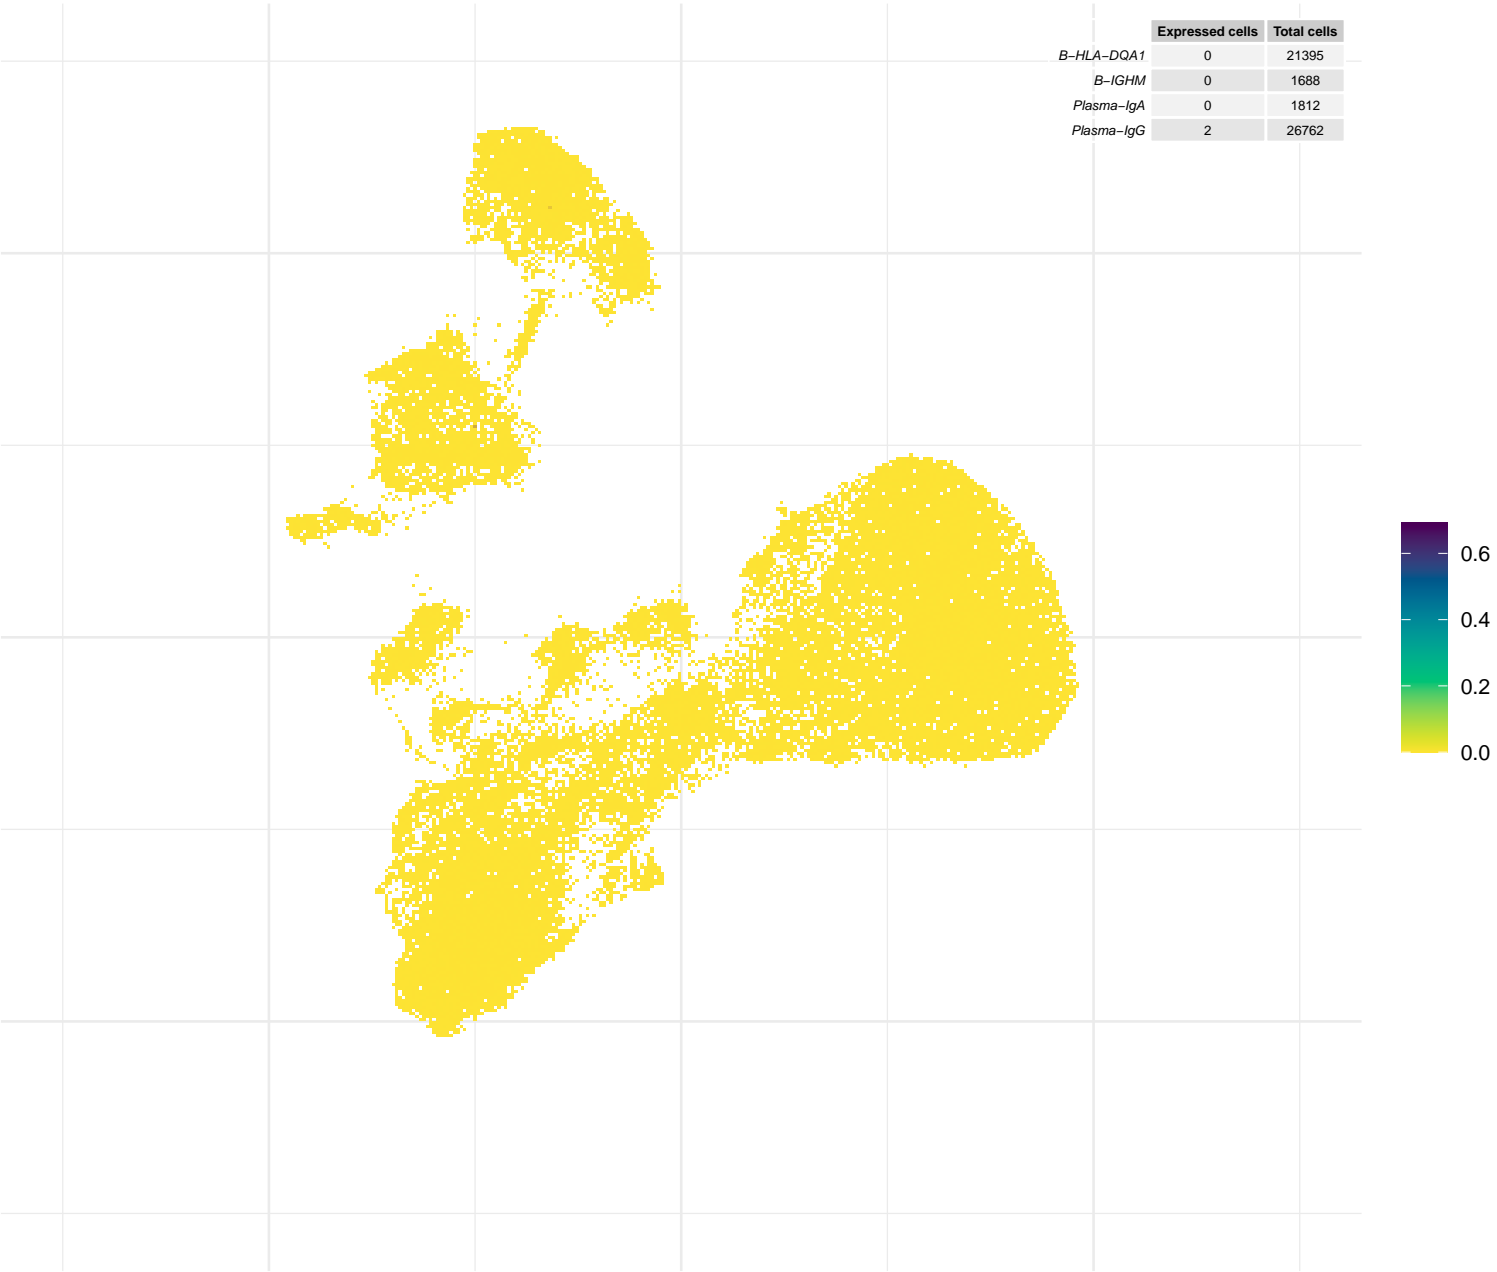 Expressed cells Total cells
B−HLA−DQA1 0 21395
B−IGHM 0 1688
Plasma−IgA 0 1812
Plasma−IgG 2 26762
0.6
0.4
0.2
0.0